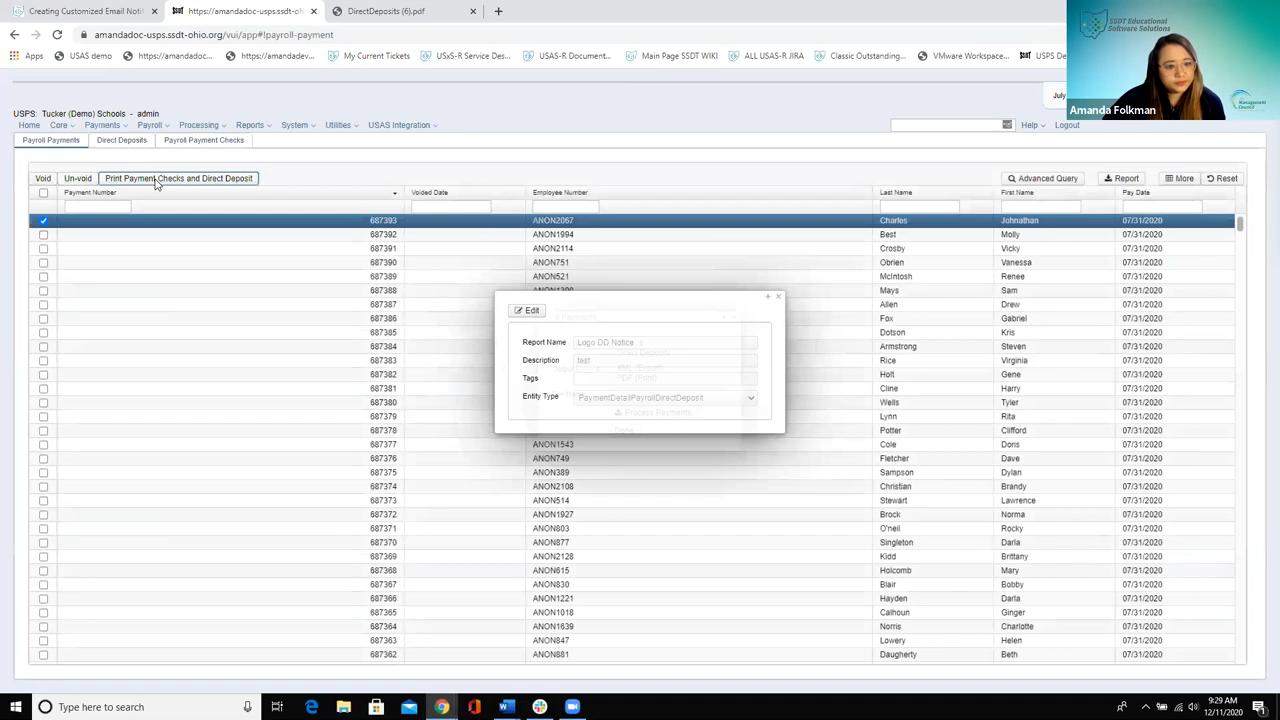 Creating Customized Email Notif
https://amandadoc-usps.ssdt-oh
DirectDeposits (6).pdf
https://amandadoc-usps.ssdt-ohio.org/vui/app#!payroll-payment
Apps
USAS demo
https://amandadoc...
https://amandadev...
My Current Tickets
USxS-R Service Des...
USAS-R Document...
Main Page SSDT WIKI
ALL USAS-R JIRA
Classic Outstanding...
VMware Workspace...
USPS De
SSDT Educational
Software Solutions
Management
Council
Amanda Folkman
July
USPS: Tucker (Demo) Schools - admin
Home Core Payments Payroll Processing Reports System Utilities Integration Help Logout
Payroll Payments Direct Deposits Payroll Payment Checks
Void Un-void Print Payment Checks and Direct Deposit Advanced Query Report More Reset
Payment Number Voided Date Employee Number Last Name First Name Pay Date
687393 ANON2067 Charles Johnathan 07/31/2020
687392 ANON1994 Best Molly 07/31/2020
687391 ANON2114 Crosby Vicky 07/31/2020
687390 ANON751 Obrien Vanessa 07/31/2020
687389 ANON521 McIntosh Renee 07/31/2020
687388 Mays Sam 07/31/2020
687387 Allen Drew 07/31/2020
687386 Fox Gabriel 07/31/2020
687385 Dotson Kris 07/31/2020
687384 Armstrong Steven 07/31/2020
687383 Rice Virginia 07/31/2020
687382 Holt Gene 07/31/2020
687381 Cline Harry 07/31/2020
687380 Wells Tyler 07/31/2020
687379 Lynn Rita 07/31/2020
687378 Potter Clifford 07/31/2020
687377 ANON1543 Cole Doris 07/31/2020
687376 ANON749 Fletcher Dave 07/31/2020
687375 ANON389 Sampson Dylan 07/31/2020
687374 ANON2108 Christian Brandy 07/31/2020
687373 ANON514 Stewart Lawrence 07/31/2020
687372 ANON1927 Brock Norma 07/31/2020
687371 ANON803 O'neil Rocky 07/31/2020
687370 ANON877 Singleton Darla 07/31/2020
687369 ANON2128 Kidd Brittany 07/31/2020
687368 ANON615 Holcomb Mary 07/31/2020
687367 ANON830 Blair Bobby 07/31/2020
687366 ANON1221 Hayden Darla 07/31/2020
687365 ANON1018 Calhoun Ginger 07/31/2020
687364 ANON1639 Norris Charlotte 07/31/2020
687363 ANON847 Lowery Helen 07/31/2020
687362 ANON881 Daugherty Beth 07/31/2020
Edit
Report Name Logo DD Notice
Description test
Tags
Entity Type PaymentDetailPayrollDirectDeposit
XML (Export)
PDF (Print)
Process Payments
Type here to search
9:29 AM
12/11/2020